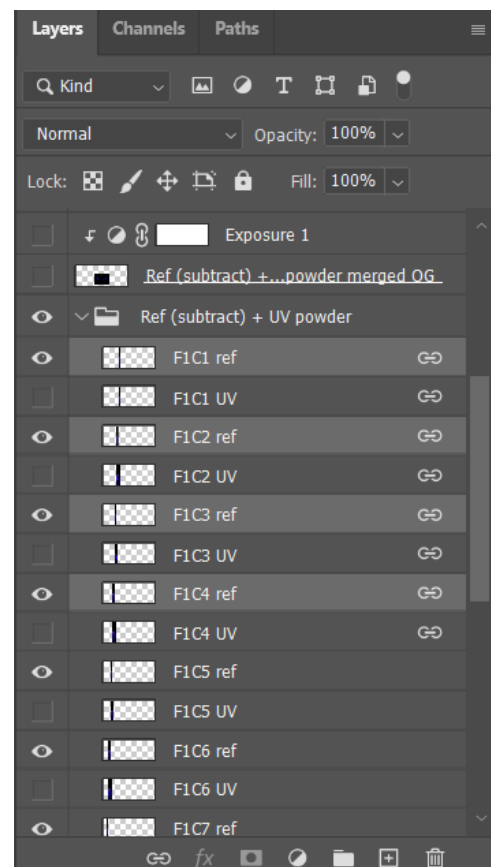 Layers Channels Paths
Kind T
Normal Opacity: 100%
Lock: Fill: 100%
Exposure 1
Ref (subtract) +...powder merged OG
Ref (subtract) + UV powder
F1C1 ref
F1C1 UV
F1C2 ref
F1C2 UV
F1C3 ref
F1C3 UV
F1C4 ref
F1C4 UV
F1C5 ref
F1C5 UV
F1C6 ref
F1C6 UV
F1C7 ref
fx